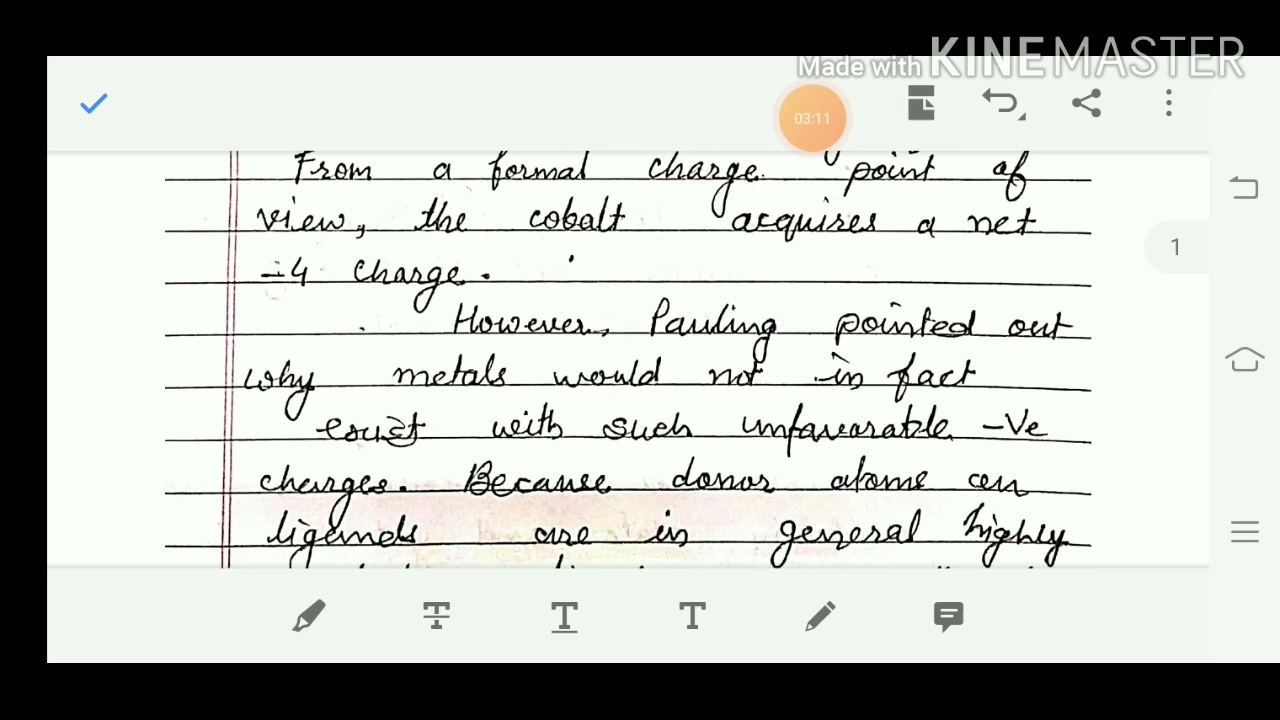 Made with KINEMASTER
03:11
From a formal charge point of
view, the cobalt acquires a net
-4 charge.
1
However, Pauling pointed out
why metals would not in fact
exist with such unfavorable -Ve
charges. Because donor atoms on
ligands are in general highly
T T T